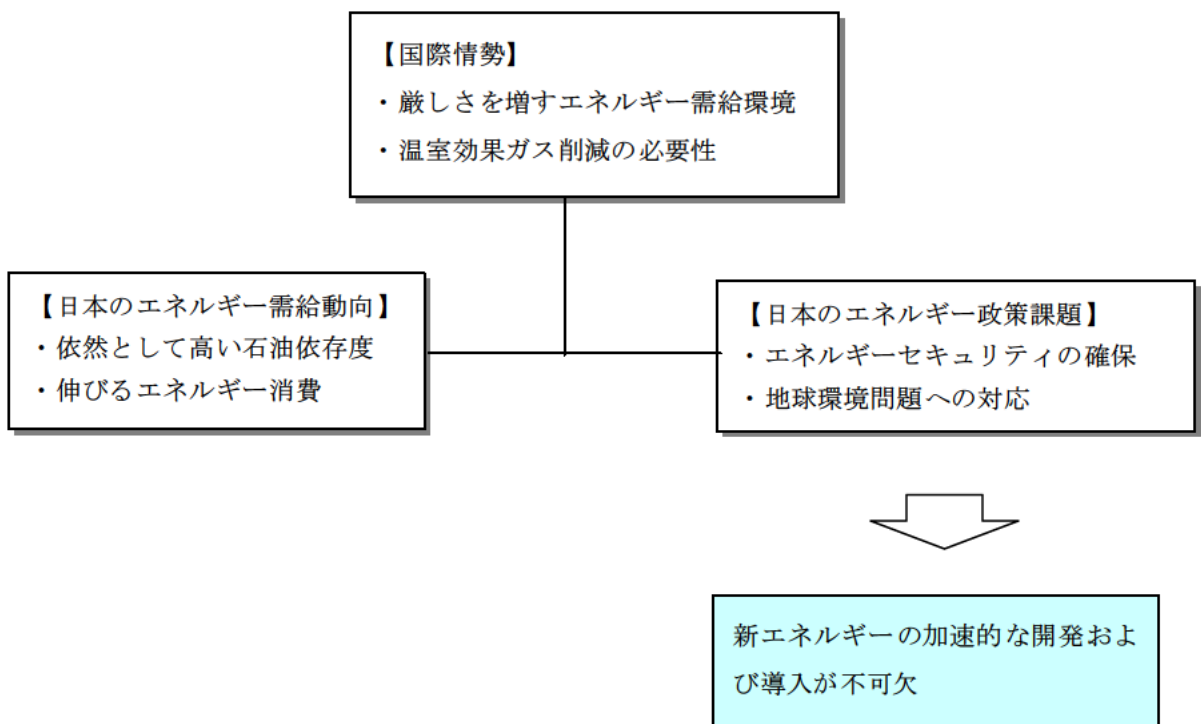 【国際情勢】
・厳しさを増すエネルギー需給環境
・温室効果ガス削減の必要性
【日本のエネルギー需給動向】
・依然として高い石油依存度
・伸びるエネルギー消費
【日本のエネルギー政策課題】
・エネルギーセキュリティの確保
・地球環境問題への対応
新エネルギーの加速的な開発およ
び導入が不可欠